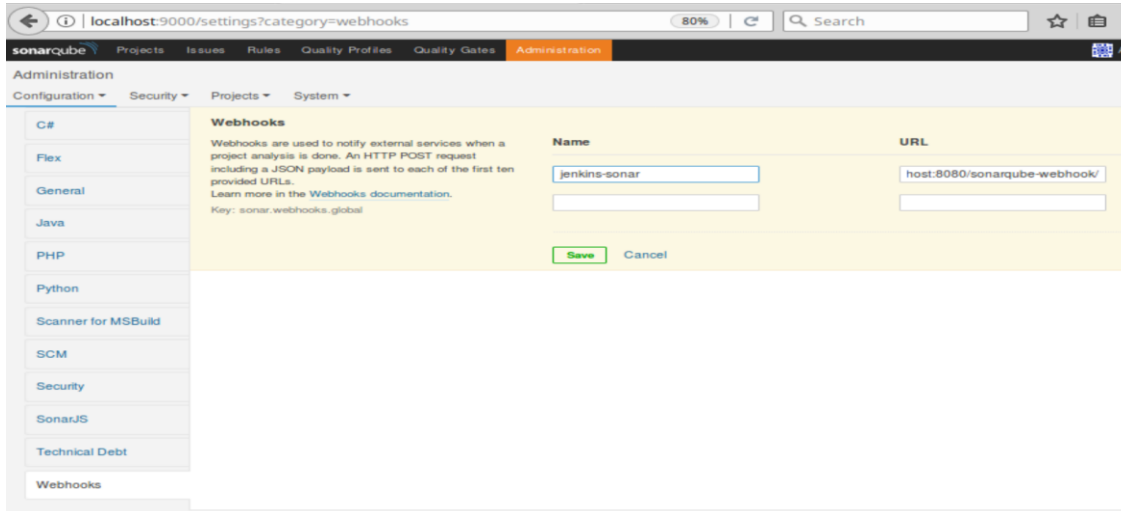 localhost:9000/settings?category=webhooks
80%
Search
sonarqube Projects Issues Rules Quality Profiles Quality Gates Administration
Administration
Configuration Security Projects System
C#
Flex
General
Java
PHP
Python
Scanner for MSBuild
SCM
Security
SonarJS
Technical Debt
Webhooks
Webhooks
Webhooks are used to notify external services when a
project analysis is done. An HTTP POST request
including a JSON payload is sent to each of the first ten
provided URLs.
Learn more in the Webhooks documentation.
Key: sonar.webhooks.global
Name URL
jenkins-sonar host:8080/sonarqube-webhook/
Save Cancel